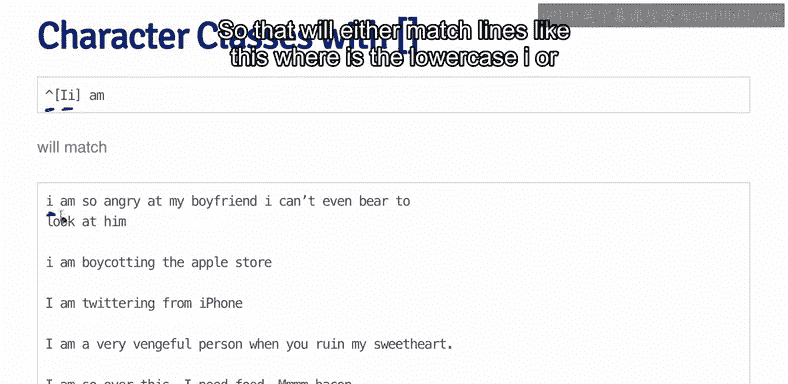 Character Classes with []
So that will either match lines like
this where is the lowercase i or
^[Ii] am
will match
i am so angry at my boyfriend i can't even bear to
look at him
i am boycotting the apple store
I am twittering from iPhone
I am a very vengeful person when you ruin my sweetheart.
I am so over this. I need food. Mmmm bacon